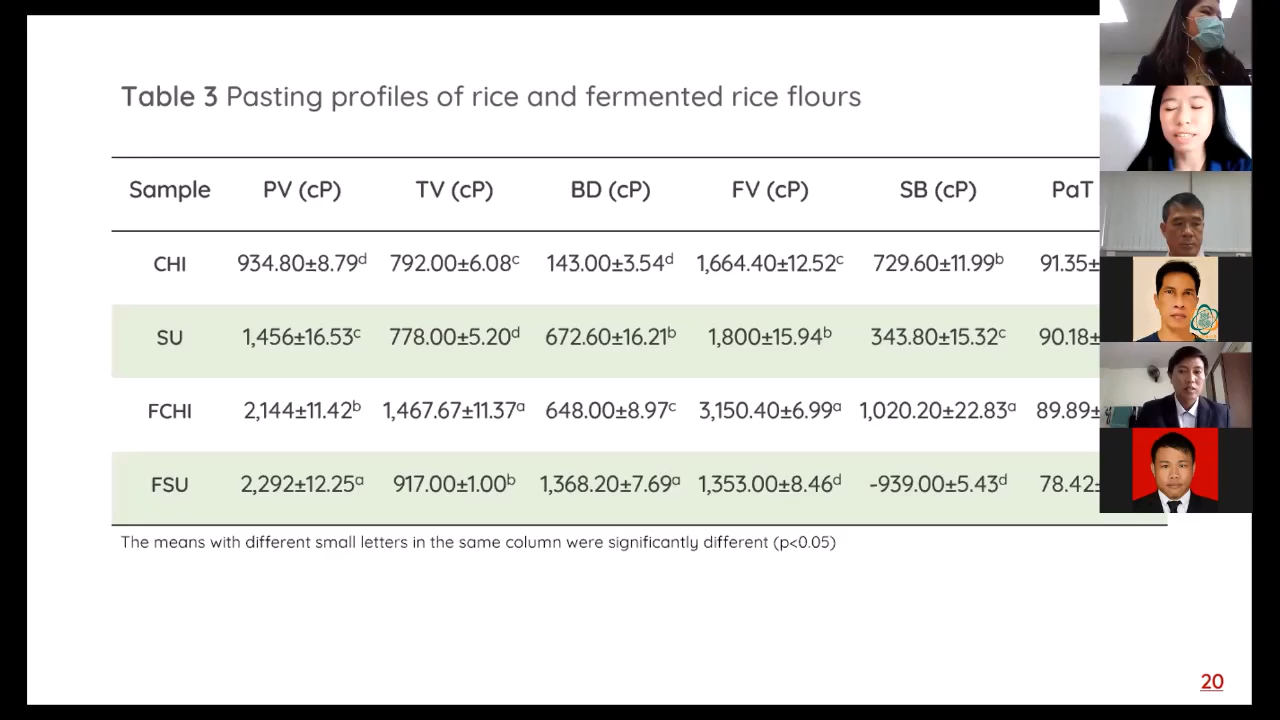 Table 3 Pasting profiles of rice and fermented rice flours
Sample PV (cP) TV (cP) BD (cP) FV (cP) SB (cP) PaT
CHI 934.80±8.79ᵈ 792.00±6.08ᶜ 143.00±3.54ᵈ 1,664.40±12.52ᶜ 729.60±11.99ᵇ 91.35±
SU 1,456±16.53ᶜ 778.00±5.20ᵈ 672.60±16.21ᵇ 1,800±15.94ᵇ 343.80±15.32ᶜ 90.18±
FCHI 2,144±11.42ᵇ 1,467.67±11.37ᵃ 648.00±8.97ᶜ 3,150.40±6.99ᵃ 1,020.20±22.83ᵃ 89.89±
FSU 2,292±12.25ᵃ 917.00±1.00ᵇ 1,368.20±7.69ᵃ 1,353.00±8.46ᵈ -939.00±5.43ᵈ 78.42±
The means with different small letters in the same column were significantly different (p<0.05)
20